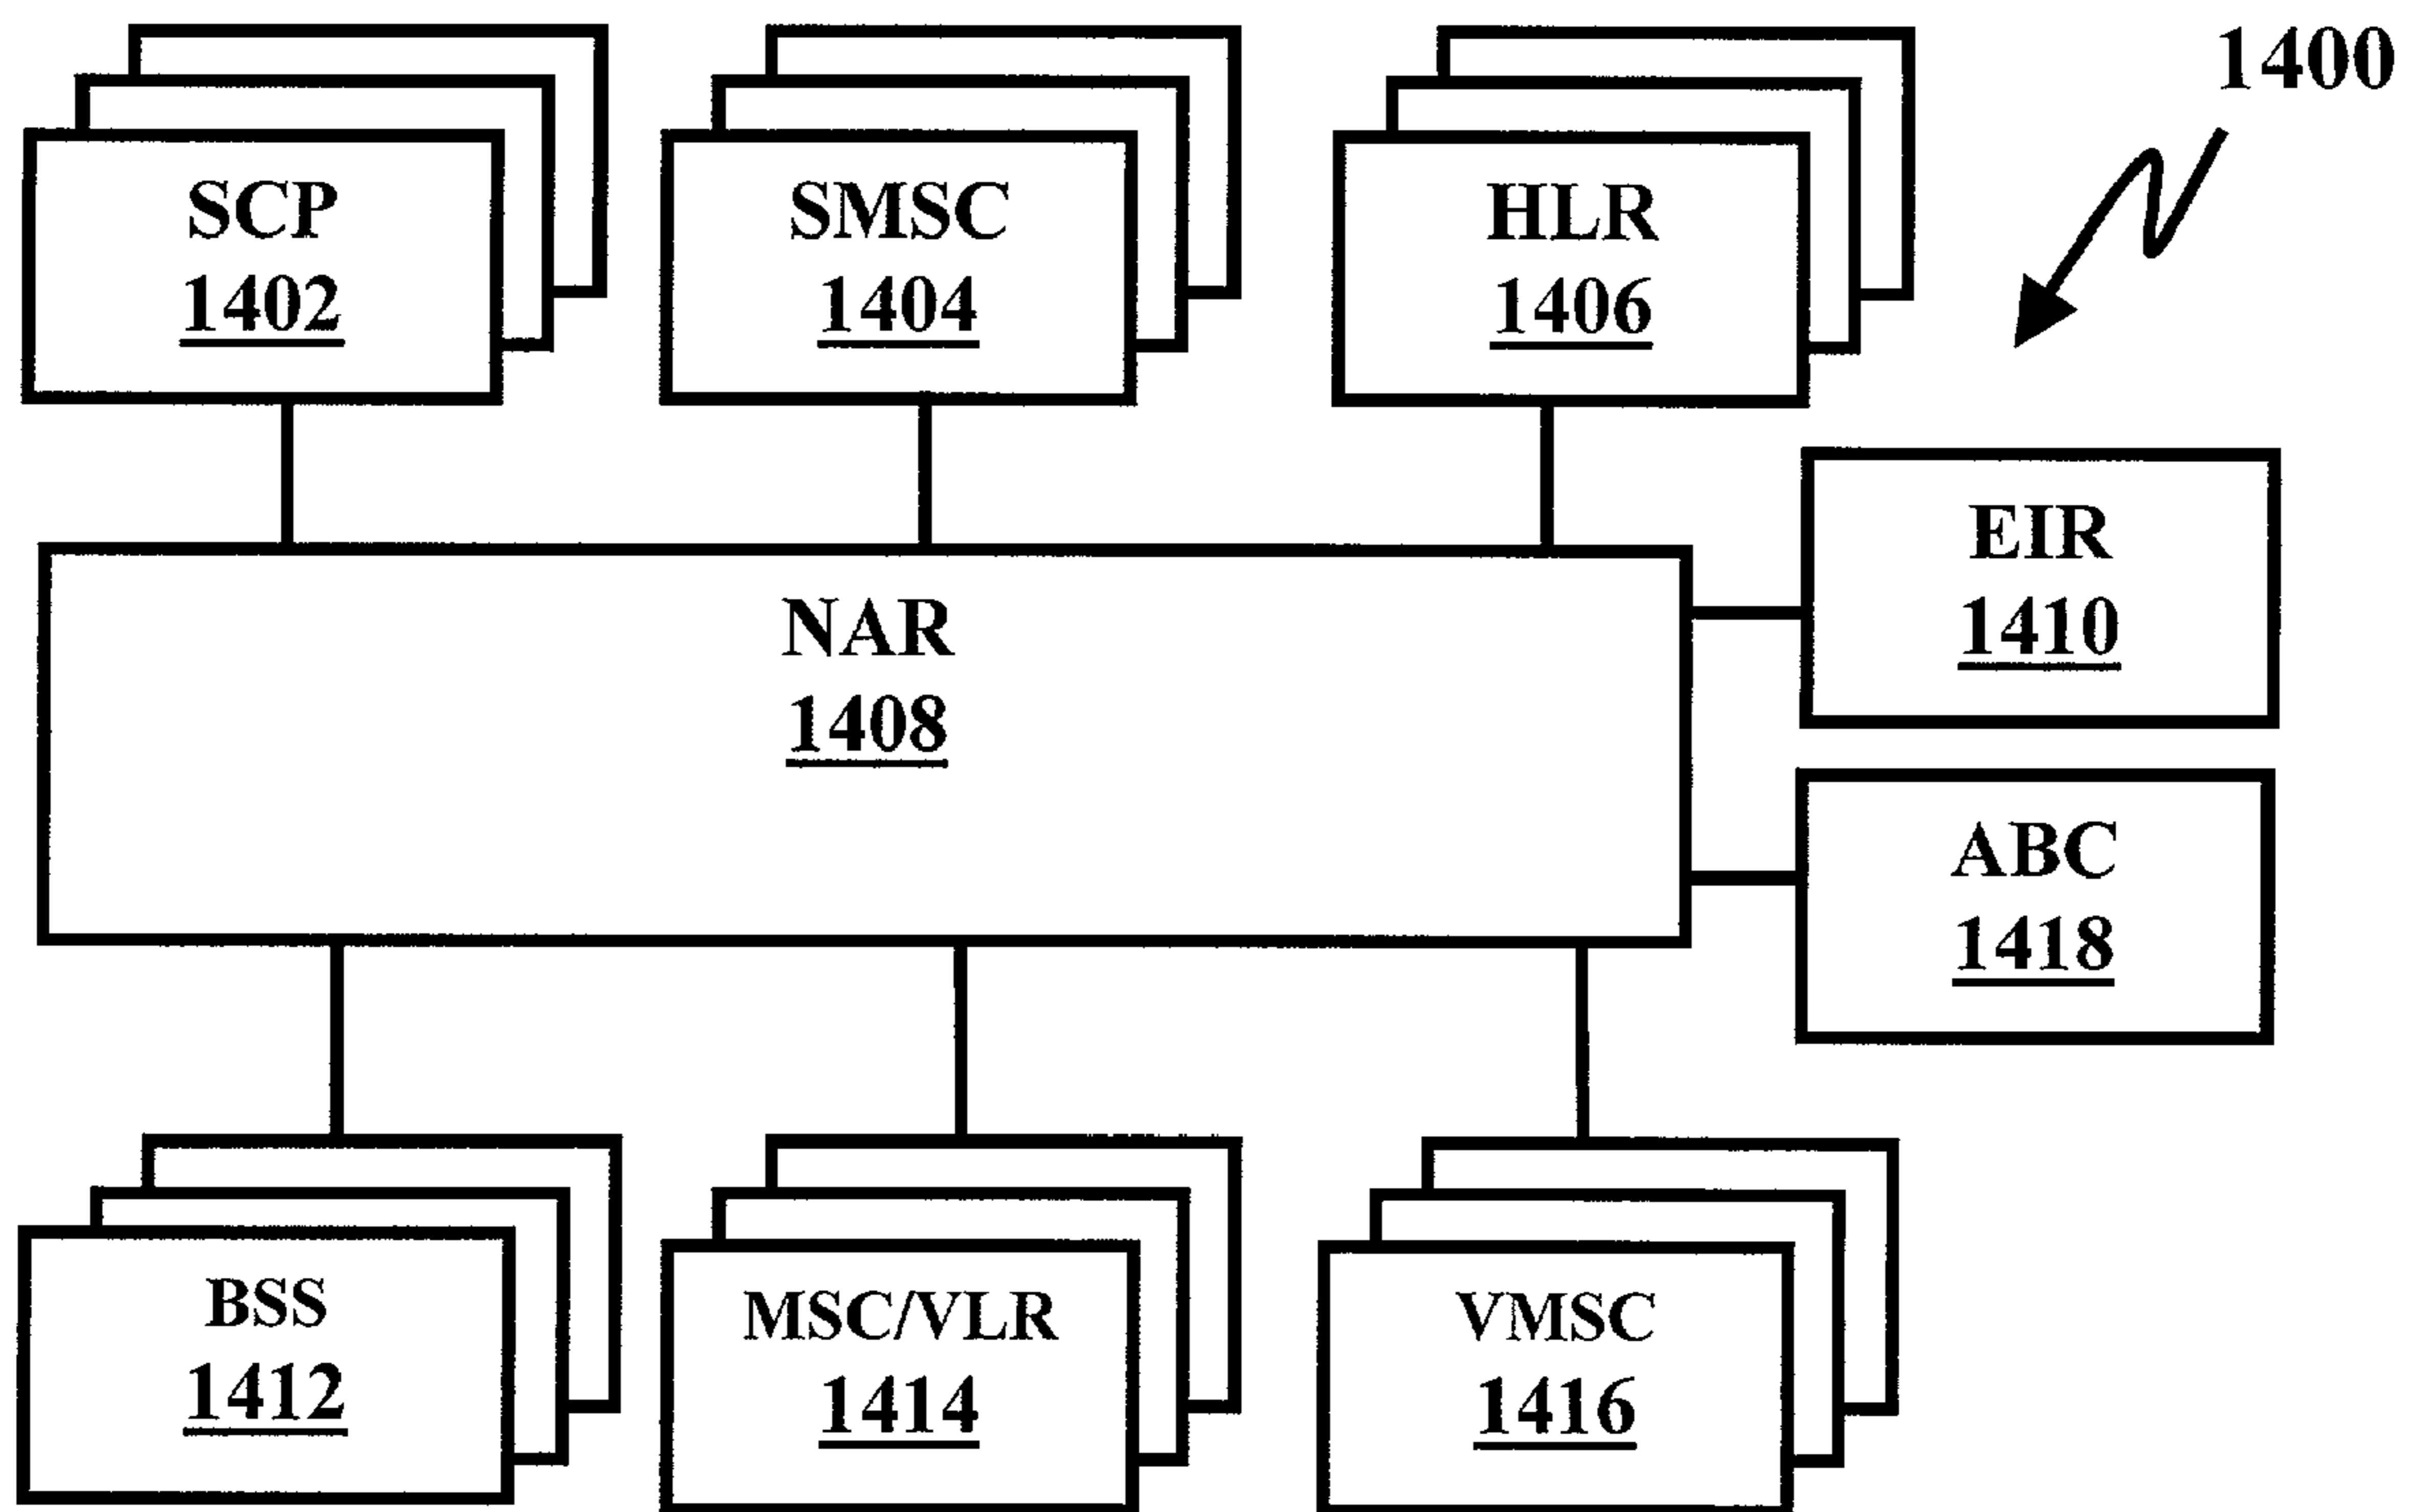 1400
SCP
1402
SMSC
1404
HLR
1406
EIR
1410
NAR
1408
ABC
1418
BSS
1412
MSC/VLR
1414
VMSC
1416